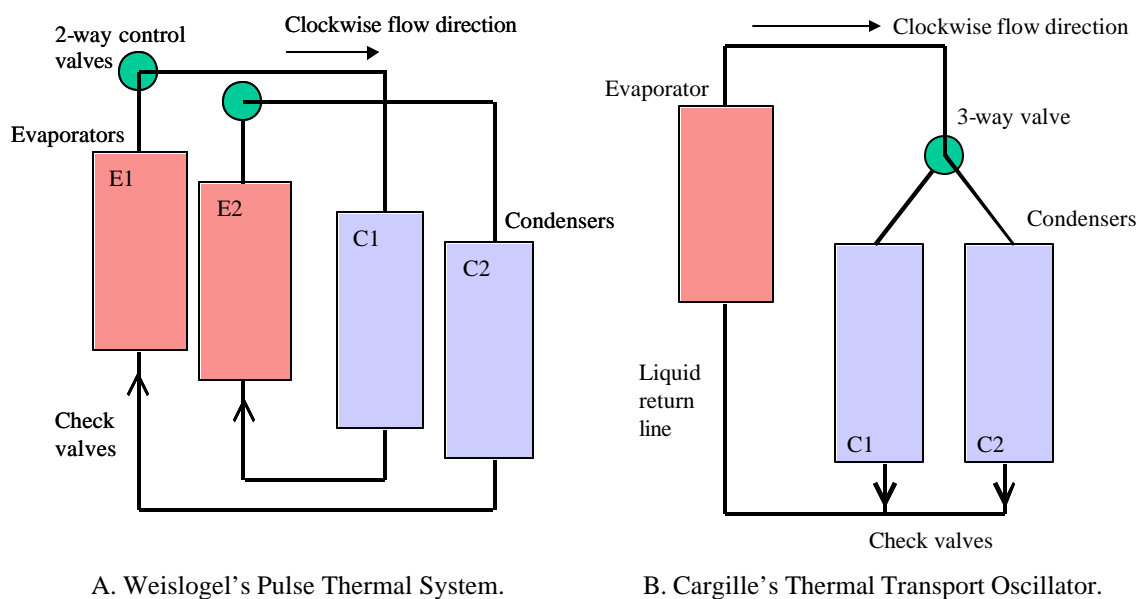 2-way control
valves
Clockwise flow direction
Evaporators
E1
E2
C1
C2
Condensers
Check
valves
A. Weislogel's Pulse Thermal System.
Clockwise flow direction
Evaporator
3-way valve
Condensers
Liquid
return
line
C1
C2
Check valves
B. Cargille's Thermal Transport Oscillator.